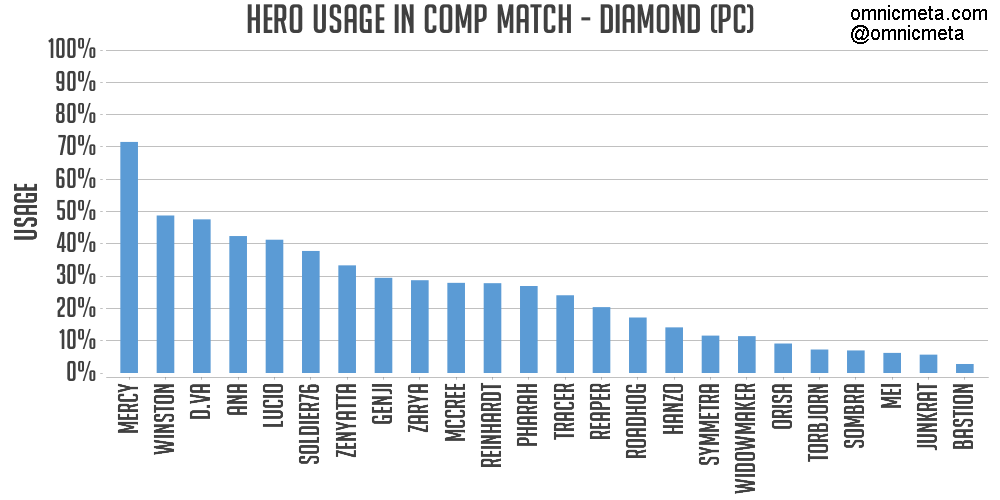 HERO USAGE IN COMP MATCH - DIAMOND (PC)
omnicmeta.com
@omnicmeta
100%
90%
80%
70%
60%
50%
40%
30%
20%
10%
0%
USAGE
MERCY
WINSTON
D.VA
ANA
LUCIO
SOLDIER76
ZENYATTA
GENJI
ZARYA
MCCREE
REINHARDT
PHARAH
TRACER
REAPER
ROADHOG
HANZO
SYMMETRA
WIDOWMAKER
ORISA
TORBJORN
SOMBRA
MEI
JUNKRAT
BASTION